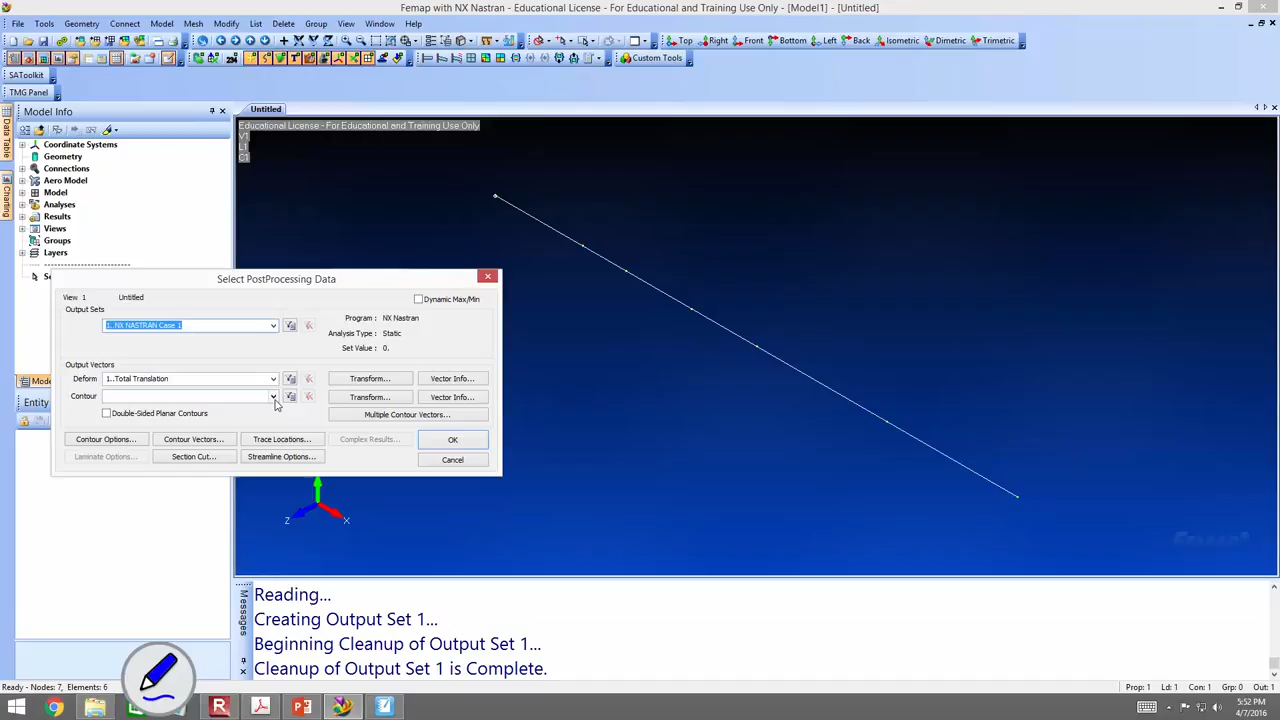 Femap with NX Nastran - Educational License - For Educational and Training Use Only - [Model1] - [Untitled]
File Tools Geometry Connect Model Mesh Modify List Delete Group View Window Help
Top Right Front Bottom Left Back Isometric Dimetric Trimetric
234 Custom Tools
SAToolkit
TMG Panel
Model Info
Untitled
Data Table
Charting
Coordinate Systems
Geometry
Connections
Aero Model
Model
Analyses
Results
Views
Groups
Layers
Educational License - For Educational and Training Use Only
V1
L1
C1
Select PostProcessing Data
View 1 Untitled
Dynamic Max/Min
Output Sets
1..NX NASTRAN Case 1
Program : NX Nastran
Analysis Type : Static
Set Value : 0.
Output Vectors
Deform 1..Total Translation Transform... Vector Info...
Contour Transform... Vector Info...
Double-Sided Planar Contours Multiple Contour Vectors...
Contour Options... Contour Vectors... Trace Locations... Complex Results... OK
Laminate Options... Section Cut... Streamline Options... Cancel
Entity
Z X
Messages
Reading...
Creating Output Set 1...
Beginning Cleanup of Output Set 1...
Cleanup of Output Set 1 is Complete.
Ready - Nodes: 7, Elements: 6
Prop: 1 Ld: 1 Con: 1 Grp: 0 Out: 1
5:52 PM
4/7/2016